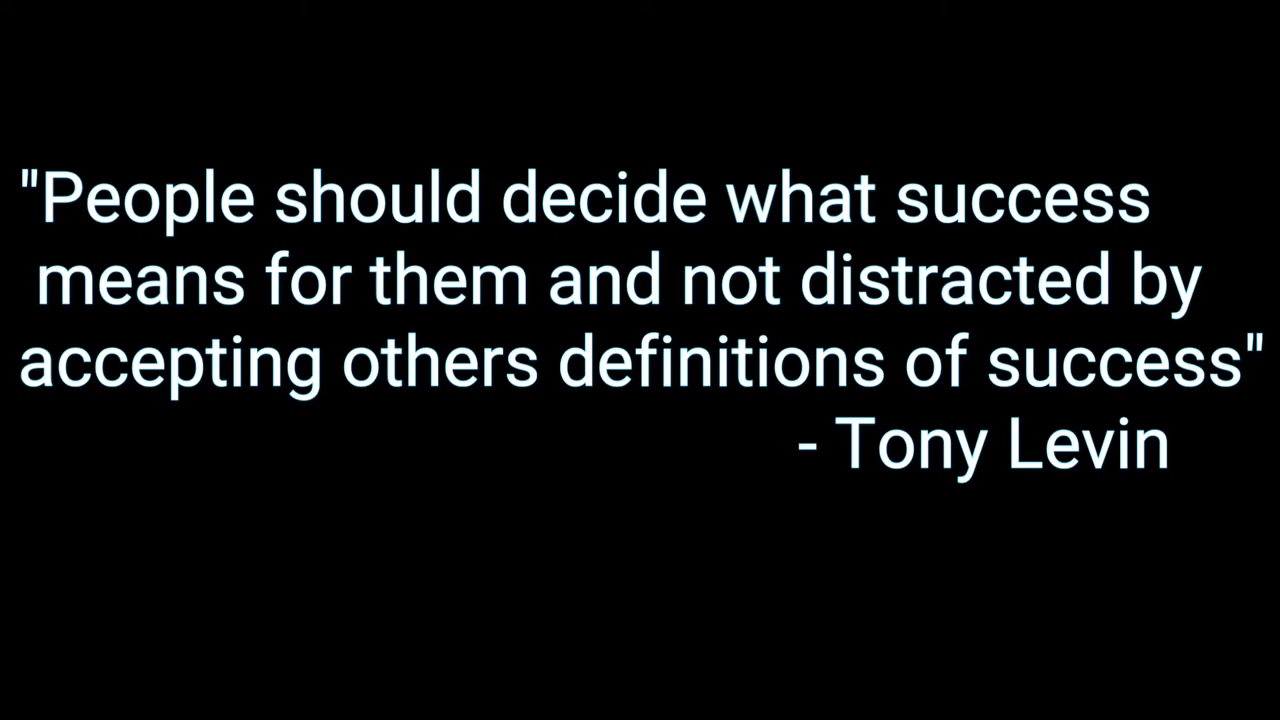 "People should decide what success
means for them and not distracted by
accepting others definitions of success"
- Tony Levin